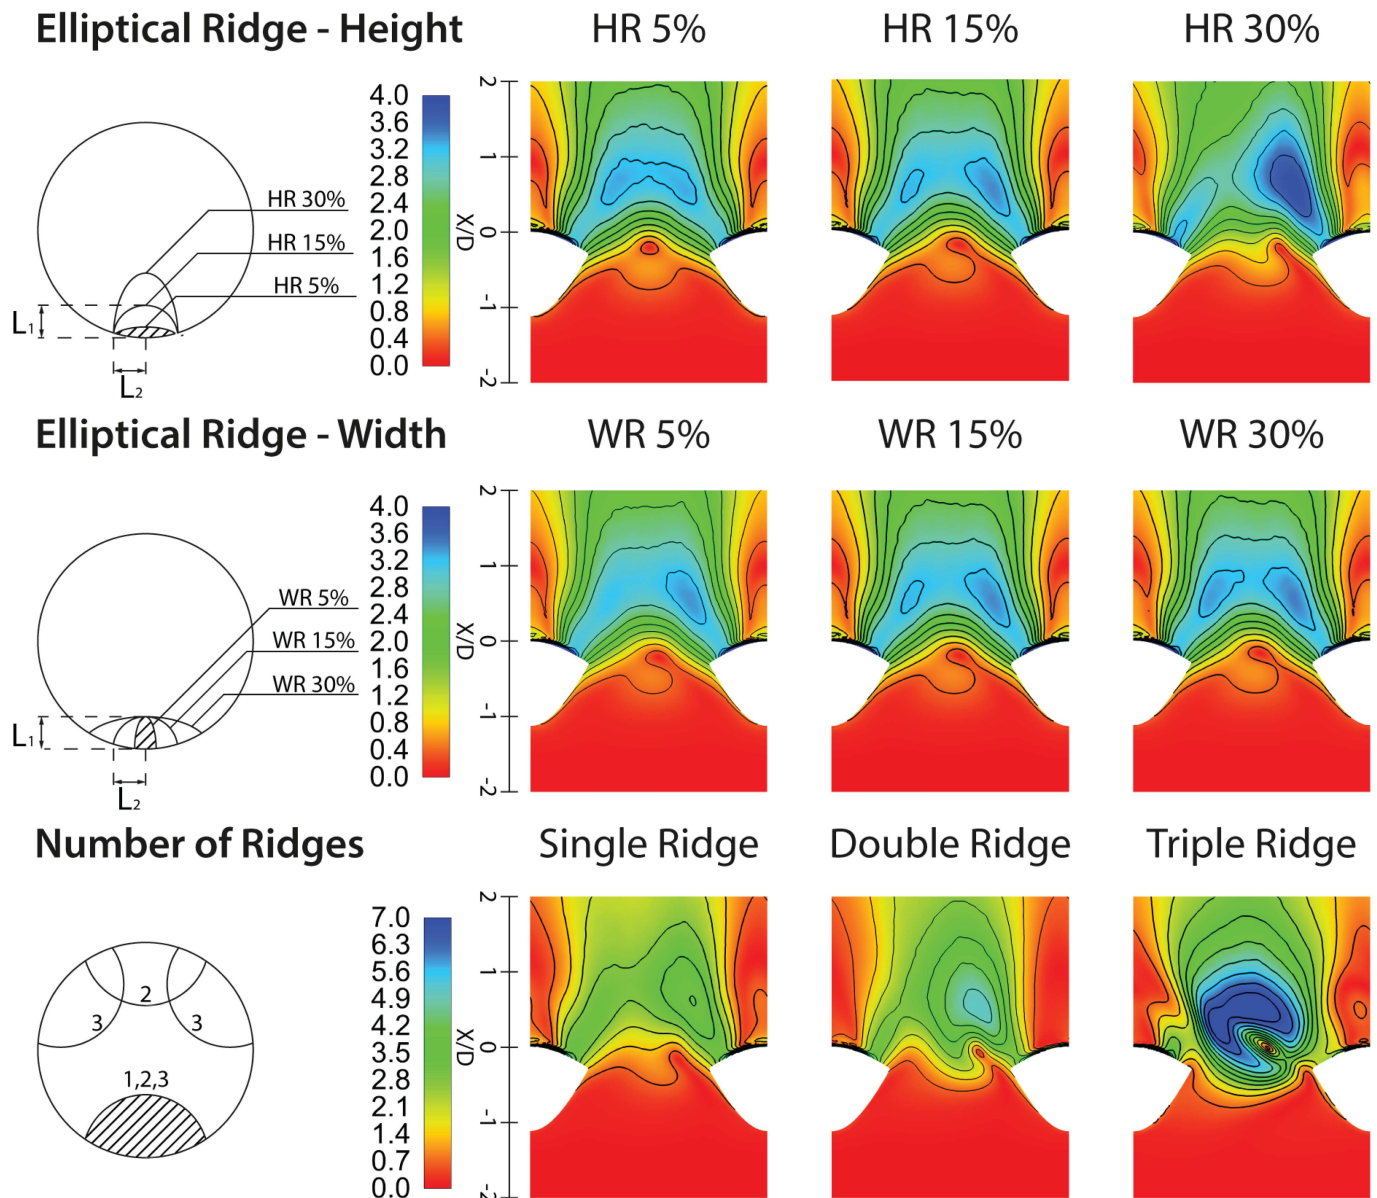 Elliptical Ridge - Height
HR 5%
HR 15%
HR 30%
4.0
3.6
3.2
2.8
2.4
2.0
1.6
1.2
0.8
0.4
0.0
HR 30%
HR 15%
HR 5%
L1
L2
2
1
0
-1
-2
X/D
Elliptical Ridge - Width
WR 5%
WR 15%
WR 30%
4.0
3.6
3.2
2.8
2.4
2.0
1.6
1.2
0.8
0.4
0.0
WR 5%
WR 15%
WR 30%
L1
L2
2
1
0
-1
-2
X/D
Number of Ridges
Single Ridge
Double Ridge
Triple Ridge
7.0
6.3
5.6
4.9
4.2
3.5
2.8
2.1
1.4
0.7
0.0
2
3
3
1,2,3
2
1
0
-1
-2
X/D